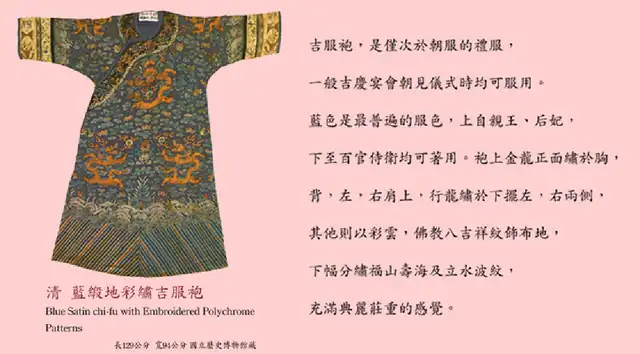 清 藍緞地彩繡吉服袍
Blue Satin chi-fu with Embroidered Polychrome
Patterns
長129公分 寬94公分 國立歷史博物館藏
吉服袍，是僅次於朝服的禮服，
一般吉慶宴會朝見儀式時均可服用。
藍色是最普遍的服色，上自親王、后妃，
下至百官侍衛均可著用。袍上金龍正面繡於胸，
背，左，右肩上，行龍繡於下擺左，右兩側，
其他則以彩雲，佛教八吉祥紋飾布地，
下幅分繡福山壽海及立水波紋，
充滿典麗莊重的感覺。